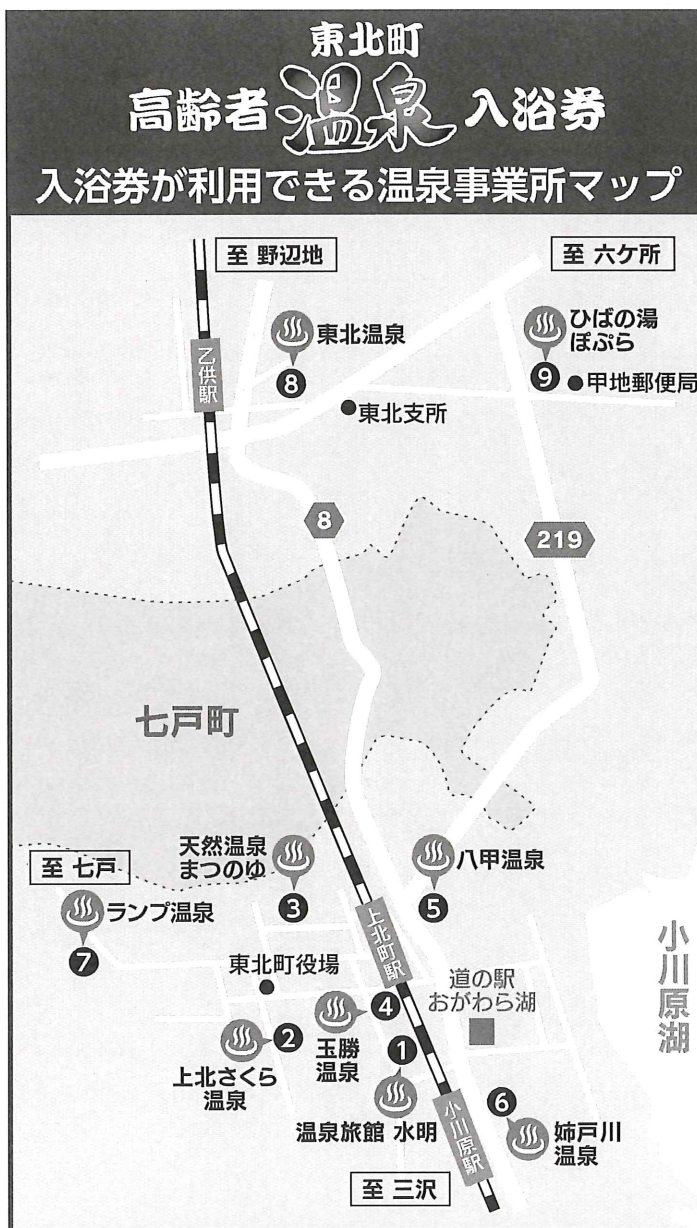 東北町
高齢者 温泉 入浴券
入浴券が利用できる温泉事業所マップ
至 野辺地
至 六ケ所
乙供駅
東北温泉
8
ひばの湯
ぽぷら
9
甲地郵便局
東北支所
8
219
七戸町
天然温泉
まつのゆ
3
八甲温泉
5
至 七戸
ランプ温泉
7
上北町駅
東北町役場
道の駅
おがわら湖
小川原湖
4
玉勝
温泉
2
上北さくら
温泉
1
温泉旅館 水明
小川原駅
6
姉戸川
温泉
至 三沢